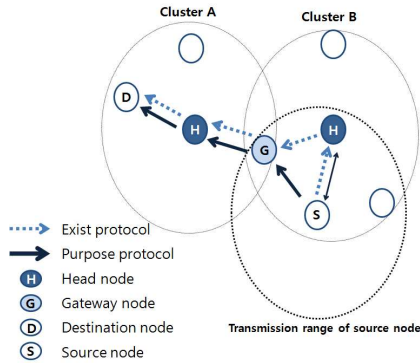 Cluster A
Cluster B
D
H
H
G
S
Exist protocol
Purpose protocol
H Head node
G Gateway node
D Destination node
S Source node
Transmission range of source node